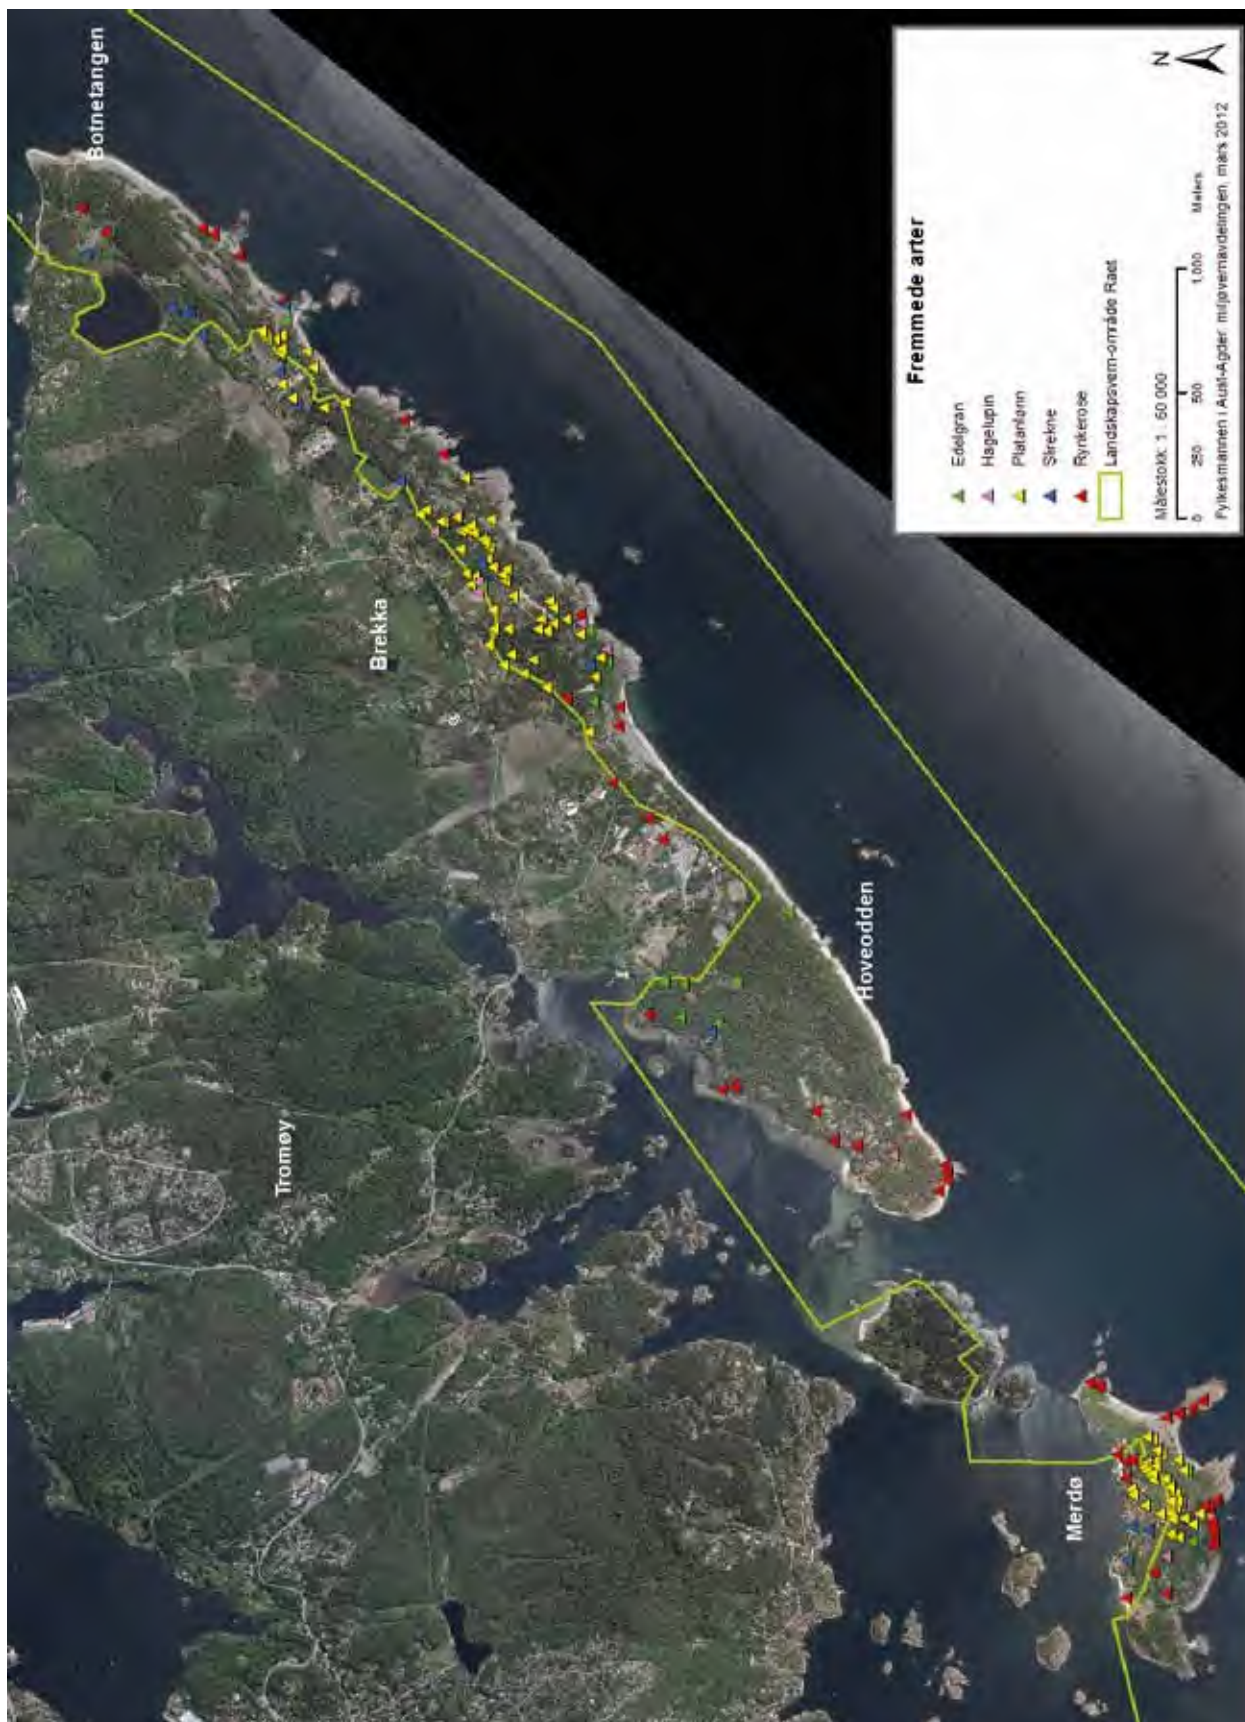 Botnetangen
Brekka
Tromøy
Hoveodden
Merdø
Fremmede arter
Edelgran
Hagelupin
Platanlønn
Slirekne
Rynkerose
Landskapsvern-område Raet
Målestokk: 1 : 60 000
0 250 500 1 000
Meters
N
Fylkesmannen i Aust-Agder, miljøvernavdelingen, mars 2012